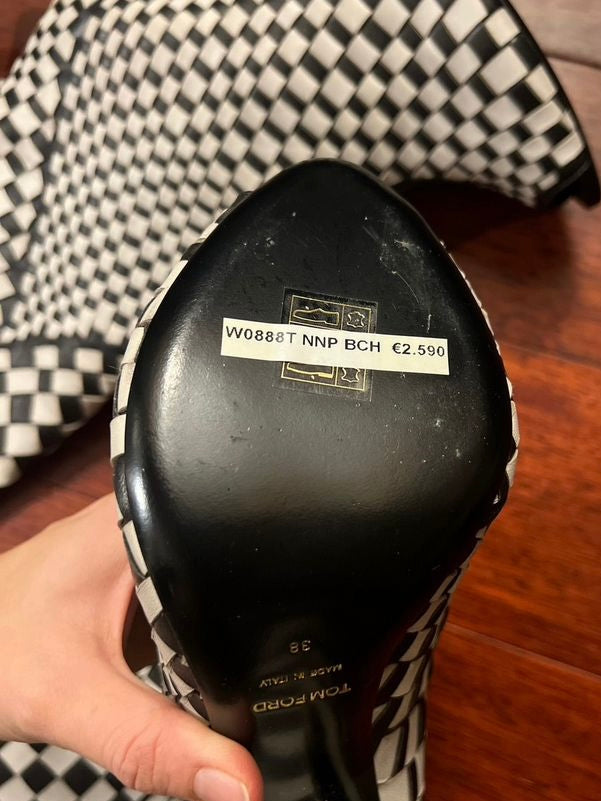 W0888T NNP BCH €2.590
38
MADE IN ITALY
TOM FORD